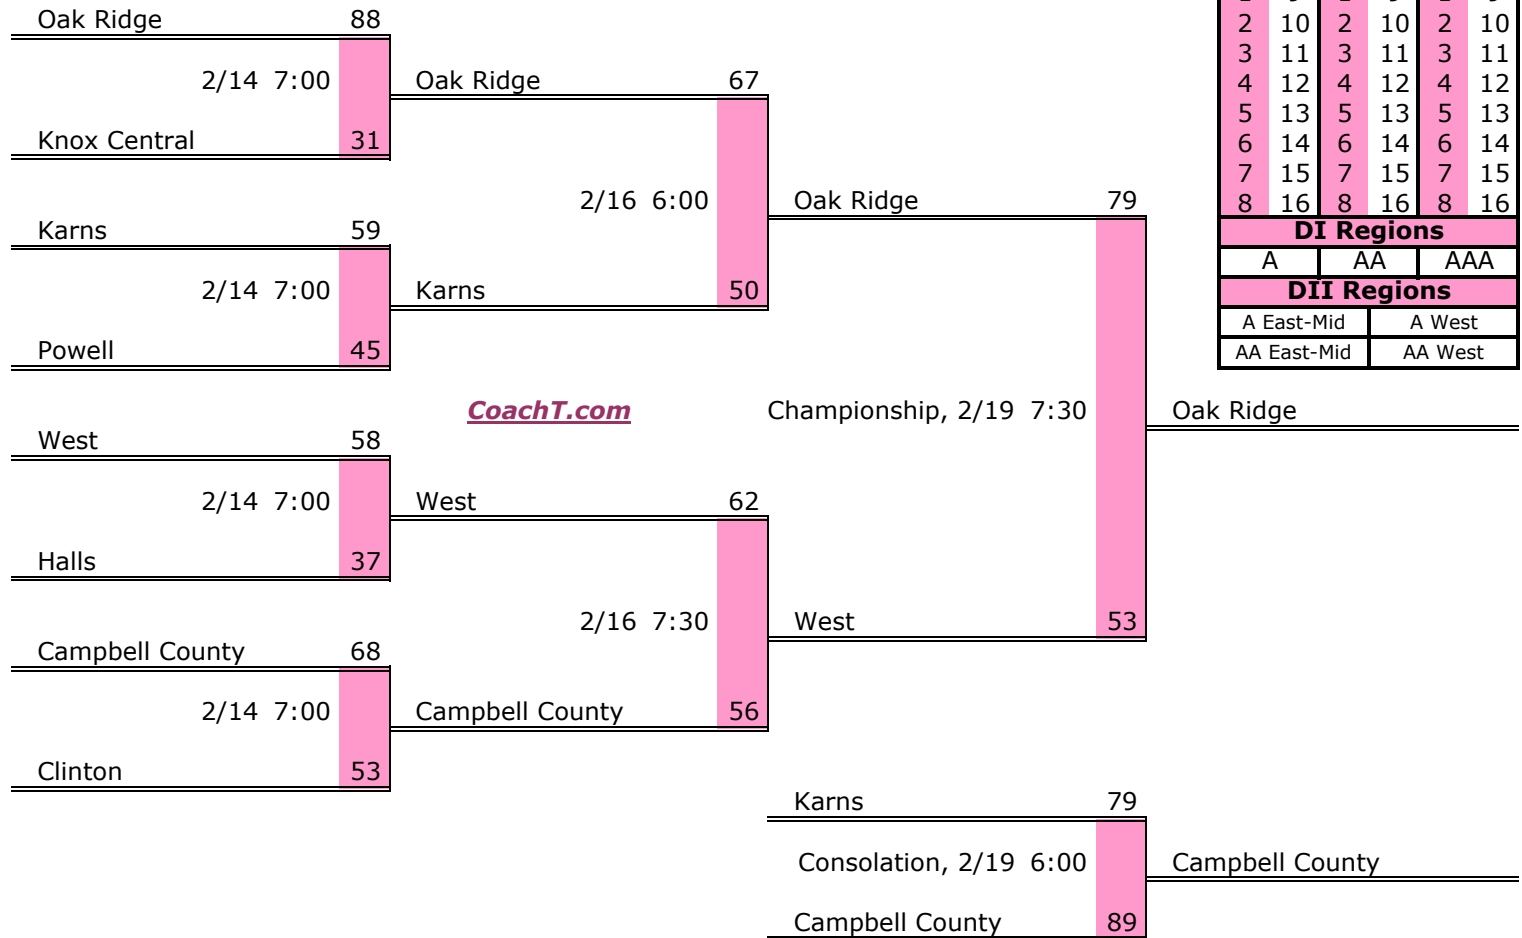 Oak Ridge 88
2/14 7:00
Knox Central 31
Oak Ridge 67
Karns 59
2/14 7:00
Powell 45
Karns 50
2/16 6:00
Oak Ridge 79
CoachT.com
Championship, 2/19 7:30
Oak Ridge
West 58
2/14 7:00
Halls 37
West 62
2/16 7:30
West 53
Campbell County 68
2/14 7:00
Clinton 53
Campbell County 56
Karns 79
Consolation, 2/19 6:00
Campbell County 89
Campbell County
2 10 2 10 2 10
3 11 3 11 3 11
4 12 4 12 4 12
5 13 5 13 5 13
6 14 6 14 6 14
7 15 7 15 7 15
8 16 8 16 8 16
DI Regions
A AA AAA
DII Regions
A East-Mid A West
AA East-Mid AA West